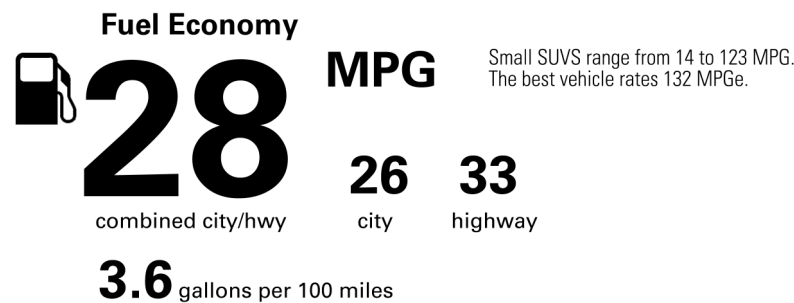 Fuel Economy
28
MPG
Small SUVS range from 14 to 123 MPG.
The best vehicle rates 132 MPGe.
26 33
combined city/hwy city highway
3.6 gallons per 100 miles